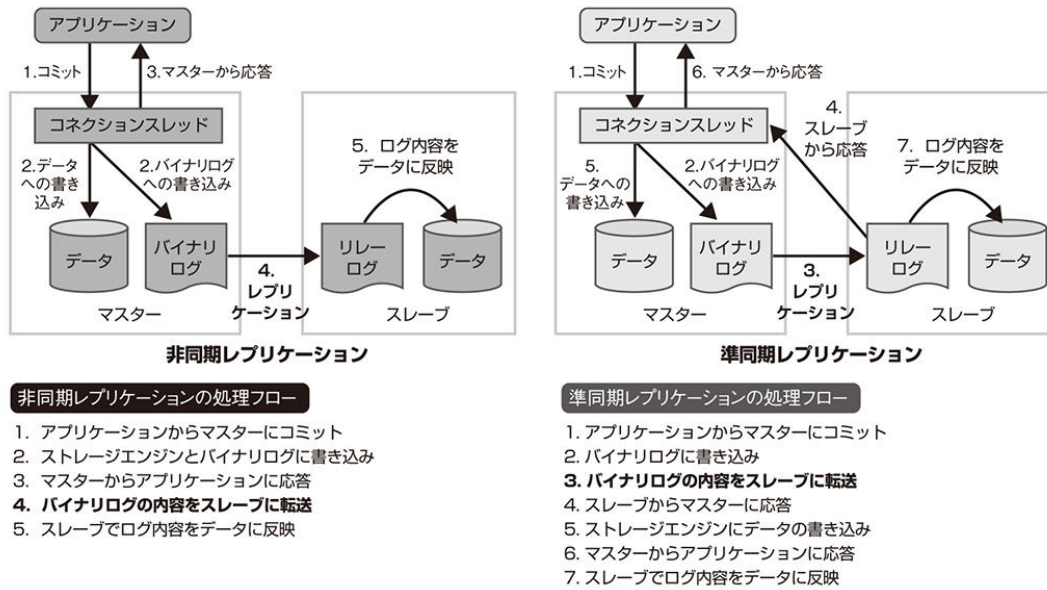 アプリケーション
1.コミット
3.マスターから応答
コネクションスレッド
2.データ
への書き
込み
2.バイナリログ
への書き込み
5. ログ内容を
データに反映
データ
バイナリ
ログ
リレー
ログ
データ
4.
レプリ
ケーション
マスター
スレーブ
非同期レプリケーション
アプリケーション
1.コミット
6. マスターから応答
コネクションスレッド
4.
スレーブ
から応答
7. ログ内容を
データに反映
5.
データへの
書き込み
2.バイナリログ
への書き込み
データ
バイナリ
ログ
リレー
ログ
データ
3.
レプリ
ケーション
マスター
スレーブ
準同期レプリケーション
非同期レプリケーションの処理フロー
1. アプリケーションからマスターにコミット
2. ストレージエンジンとバイナリログに書き込み
3. マスターからアプリケーションに応答
4. バイナリログの内容をスレーブに転送
5. スレーブでログ内容をデータに反映
準同期レプリケーションの処理フロー
1. アプリケーションからマスターにコミット
2. バイナリログに書き込み
3. バイナリログの内容をスレーブに転送
4. スレーブからマスターに応答
5. ストレージエンジンにデータの書き込み
6. マスターからアプリケーションに応答
7. スレーブでログ内容をデータに反映